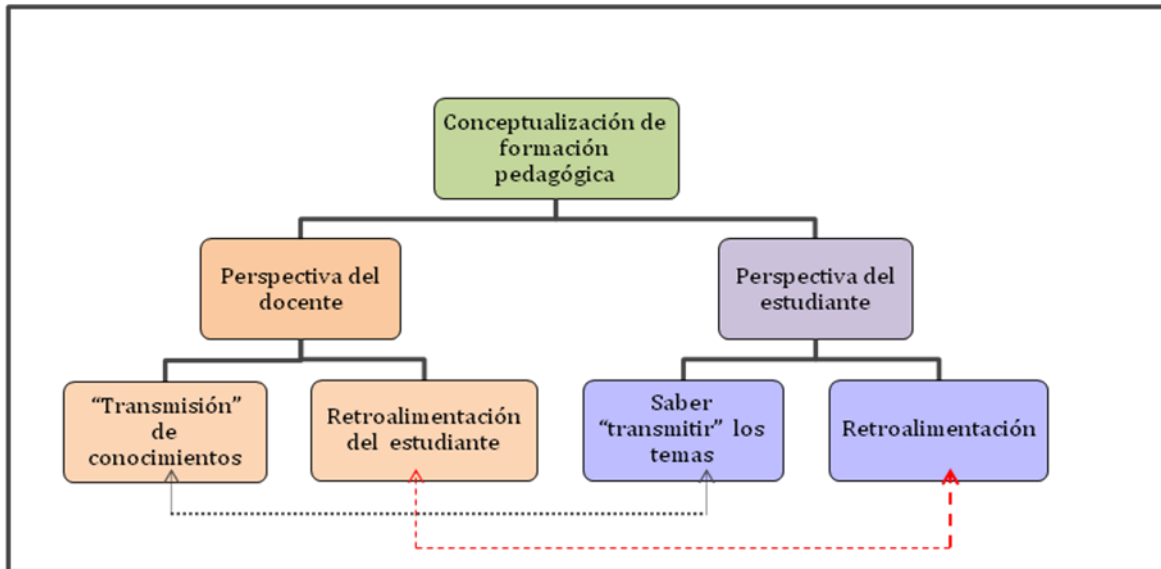 Conceptualización de
formación
pedagógica
Perspectiva del
docente
Perspectiva del
estudiante
“Transmisión”
de
conocimientos
Retroalimentación
del estudiante
Saber
“transmitir” los
temas
Retroalimentación